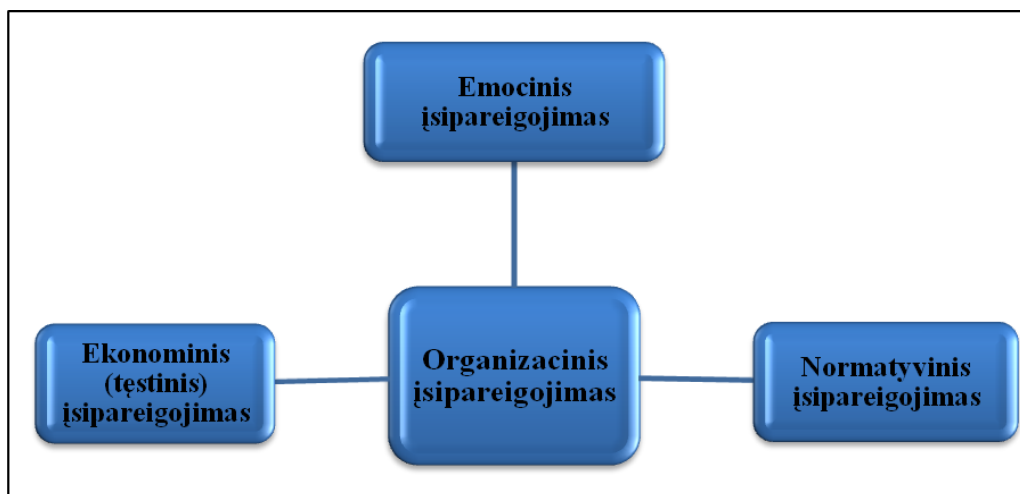 Emocinis
įsipareigojimas
Ekonominis
(tęstinis)
įsipareigojimas
Organizacinis
įsipareigojimas
Normatyvinis
įsipareigojimas